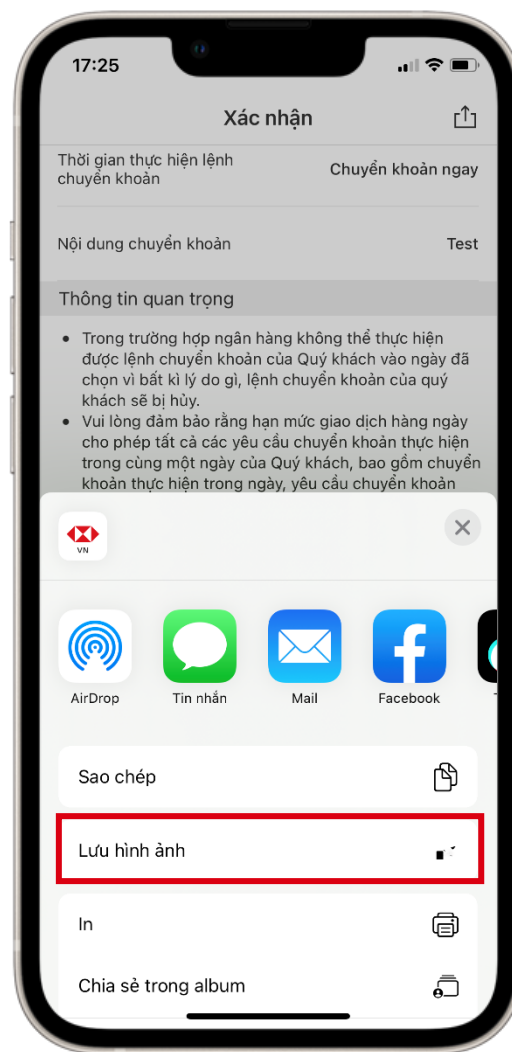 17:25
Xác nhận
Thời gian thực hiện lệnh
chuyển khoản
Chuyển khoản ngay
Nội dung chuyển khoản
Test
Thông tin quan trọng
• Trong trường hợp ngân hàng không thể thực hiện
được lệnh chuyển khoản của Quý khách vào ngày đã
chọn vì bất kì lý do gì, lệnh chuyển khoản của quý
khách sẽ bị hủy.
• Vui lòng đảm bảo rằng hạn mức giao dịch hàng ngày
cho phép tất cả các yêu cầu chuyển khoản thực hiện
trong cùng một ngày của Quý khách, bao gồm chuyển
khoản thực hiện trong ngày, yêu cầu chuyển khoản
VN
AirDrop
Tin nhắn
Mail
Facebook
Sao chép
Lưu hình ảnh
In
Chia sẻ trong album